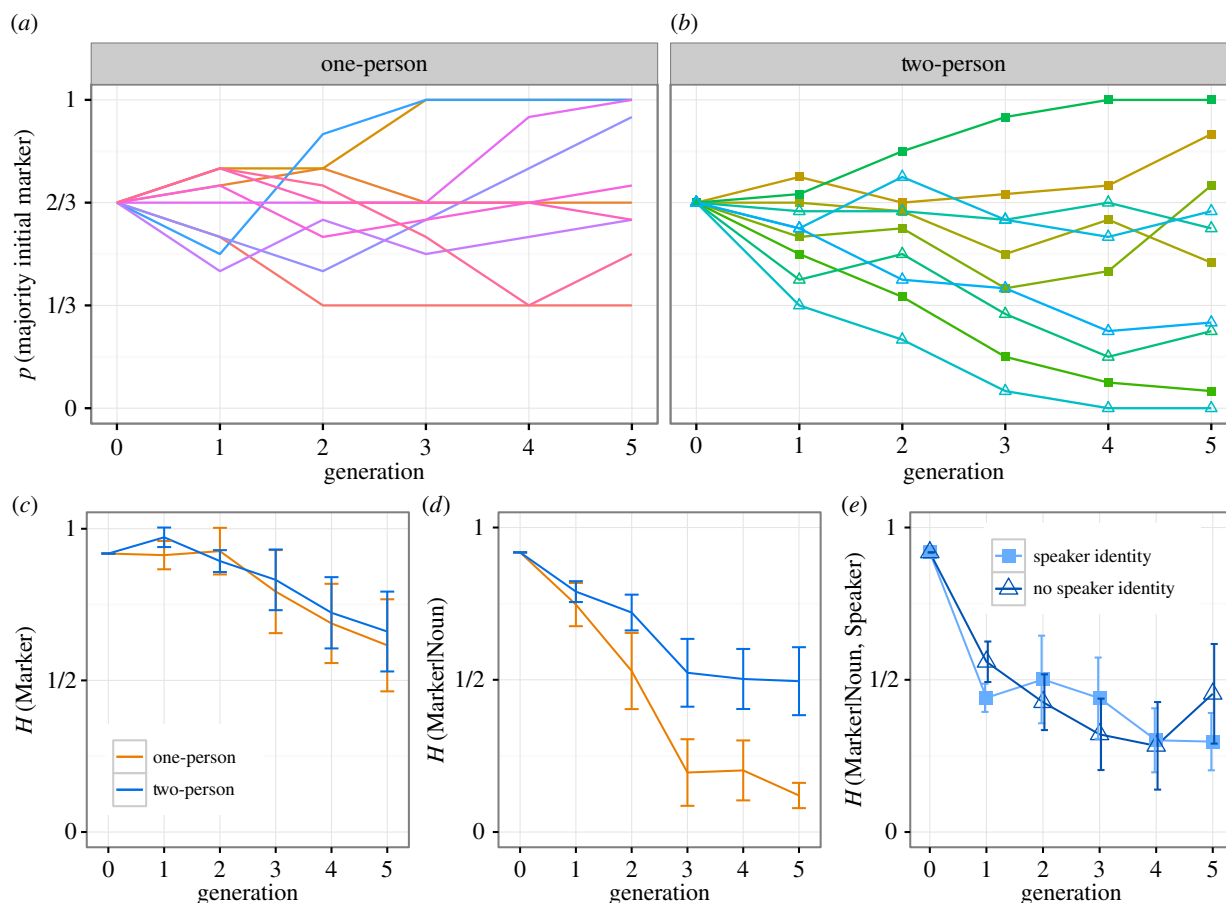 (a)
one-person
p (majority initial marker)
1
2/3
1/3
0
0 1 2 3 4 5
generation
(b)
two-person
0 1 2 3 4 5
generation
(c)
H (Marker)
1
1/2
0
one-person
two-person
0 1 2 3 4 5
generation
(d)
H (Marker|Noun)
1
1/2
0
0 1 2 3 4 5
generation
(e)
H (Marker|Noun, Speaker)
1
1/2
0
speaker identity
no speaker identity
0 1 2 3 4 5
generation